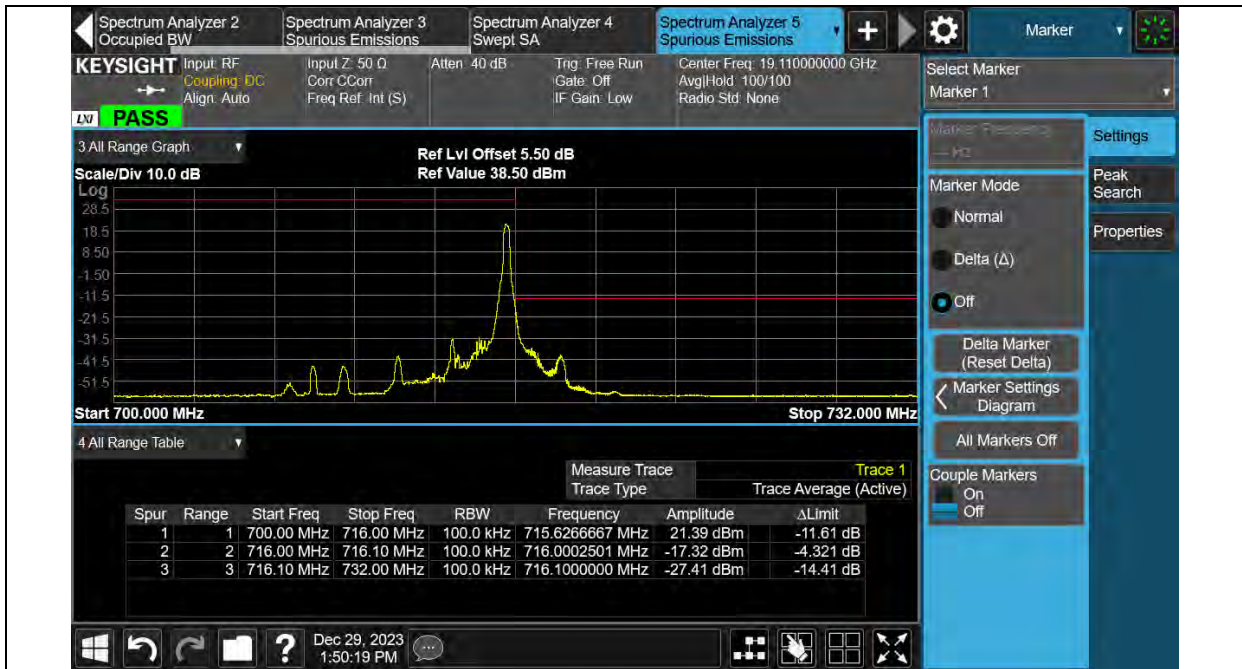 Spectrum Analyzer 2
Occupied BW
Spectrum Analyzer 3
Spurious Emissions
Spectrum Analyzer 4
Swept SA
Spectrum Analyzer 5
Spurious Emissions
+
Marker
KEYSIGHT
Input: RF
Coupling: DC
Align: Auto
Input Z: 50 Ω
Corr CCorr
Freq Ref: Int (S)
Atten: 40 dB
Trig: Free Run
Gate: Off
IF Gain: Low
Center Freq: 19.110000000 GHz
Avg|Hold: 100/100
Radio Std: None
LXI
PASS
3 All Range Graph
Scale/Div 10.0 dB
Ref Lvl Offset 5.50 dB
Ref Value 38.50 dBm
Log
28.5
18.5
8.50
-1.50
-11.5
-21.5
-31.5
-41.5
-51.5
Start 700.000 MHz
Stop 732.000 MHz
4 All Range Table
Measure Trace Trace 1
Trace Type Trace Average (Active)
Spur Range Start Freq Stop Freq RBW Frequency Amplitude ΔLimit
1 1 700.00 MHz 716.00 MHz 100.0 kHz 715.6266667 MHz 21.39 dBm -11.61 dB
2 2 716.00 MHz 716.10 MHz 100.0 kHz 716.0002501 MHz -17.32 dBm -4.321 dB
3 3 716.10 MHz 732.00 MHz 100.0 kHz 716.1000000 MHz -27.41 dBm -14.41 dB
?
Dec 29, 2023
1:50:19 PM
Select Marker
Marker 1
Marker Frequency
--- Hz
Marker Mode
Normal
Delta (Δ)
Off
Delta Marker
(Reset Delta)
Marker Settings
Diagram
All Markers Off
Couple Markers
On
Off
Settings
Peak
Search
Properties